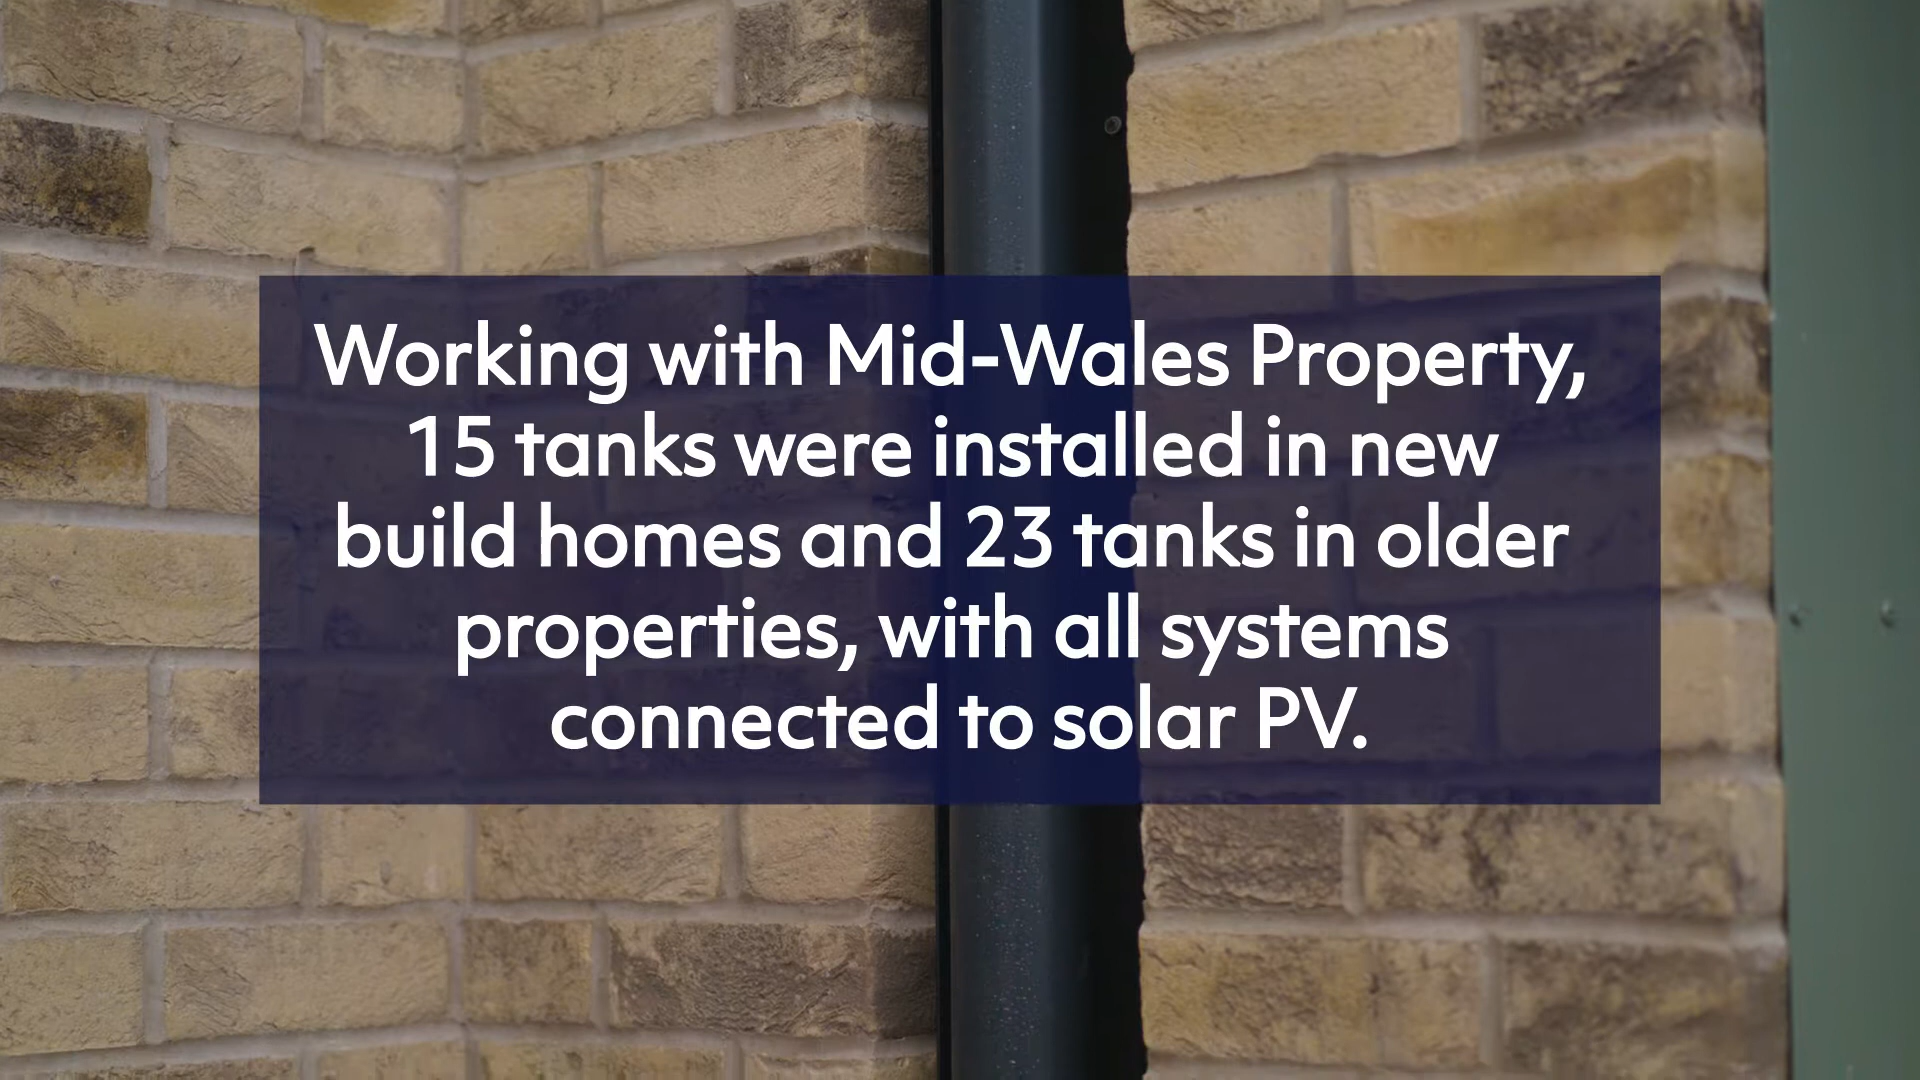 Working with Mid-Wales Property,
15 tanks were installed in new
build homes and 23 tanks in older
properties, with all systems
connected to solar PV.